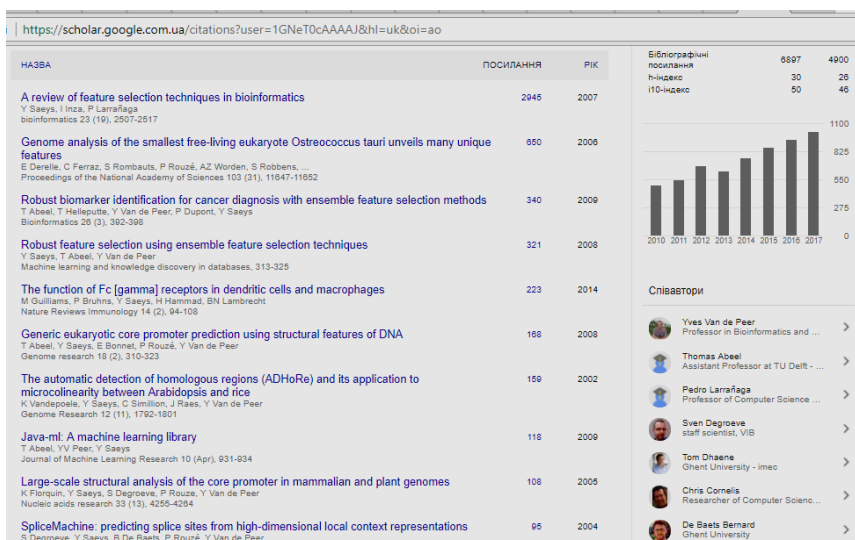 https://scholar.google.com.ua/citations?user=1GNeT0cAAAAJ&hl=uk&oi=ao
НАЗВА ПОСИЛАННЯ РІК
A review of feature selection techniques in bioinformatics 2945 2007
Y Saeys, I Inza, P Larrañaga
bioinformatics 23 (19), 2507-2517
Genome analysis of the smallest free-living eukaryote Ostreococcus tauri unveils many unique 650 2006
features
E Derelle, C Ferraz, S Rombauts, P Rouzé, AZ Worden, S Robbens, ...
Proceedings of the National Academy of Sciences 103 (31), 11647-11652
Robust biomarker identification for cancer diagnosis with ensemble feature selection methods 340 2009
T Abeel, T Helleputte, Y Van de Peer, P Dupont, Y Saeys
Bioinformatics 26 (3), 392-398
Robust feature selection using ensemble feature selection techniques 321 2008
Y Saeys, T Abeel, Y Van de Peer
Machine learning and knowledge discovery in databases, 313-325
The function of Fc [gamma] receptors in dendritic cells and macrophages 223 2014
M Guilliams, P Bruhns, Y Saeys, H Hammad, BN Lambrecht
Nature Reviews Immunology 14 (2), 94-108
Generic eukaryotic core promoter prediction using structural features of DNA 168 2008
T Abeel, Y Saeys, E Bonnet, P Rouzé, Y Van de Peer
Genome research 18 (2), 310-323
The automatic detection of homologous regions (ADHoRe) and its application to 159 2002
microcolinearity between Arabidopsis and rice
K Vandepoele, Y Saeys, C Simillion, J Raes, Y Van de Peer
Genome Research 12 (11), 1792-1801
Java-ml: A machine learning library 118 2009
T Abeel, YV Peer, Y Saeys
Journal of Machine Learning Research 10 (Apr), 931-934
Large-scale structural analysis of the core promoter in mammalian and plant genomes 108 2005
K Florquin, Y Saeys, S Degroeve, P Rouze, Y Van de Peer
Nucleic acids research 33 (13), 4255-4264
SpliceMachine: predicting splice sites from high-dimensional local context representations 95 2004
S Degroeve, Y Saeys, B De Baets, P Rouzé, Y Van de Peer
Бібліографічні
посилання 6897 4900
h-індекс 30 26
i10-індекс 50 46
1100
825
550
275
0
2010 2011 2012 2013 2014 2015 2016 2017
Співавтори
Yves Van de Peer
Professor in Bioinformatics and ...
Thomas Abeel
Assistant Professor at TU Delft - ...
Pedro Larrañaga
Professor of Computer Science ...
Sven Degroeve
staff scientist, VIB
Tom Dhaene
Ghent University - imec
Chris Cornelis
Researcher of Computer Scienc...
De Baets Bernard
Ghent University